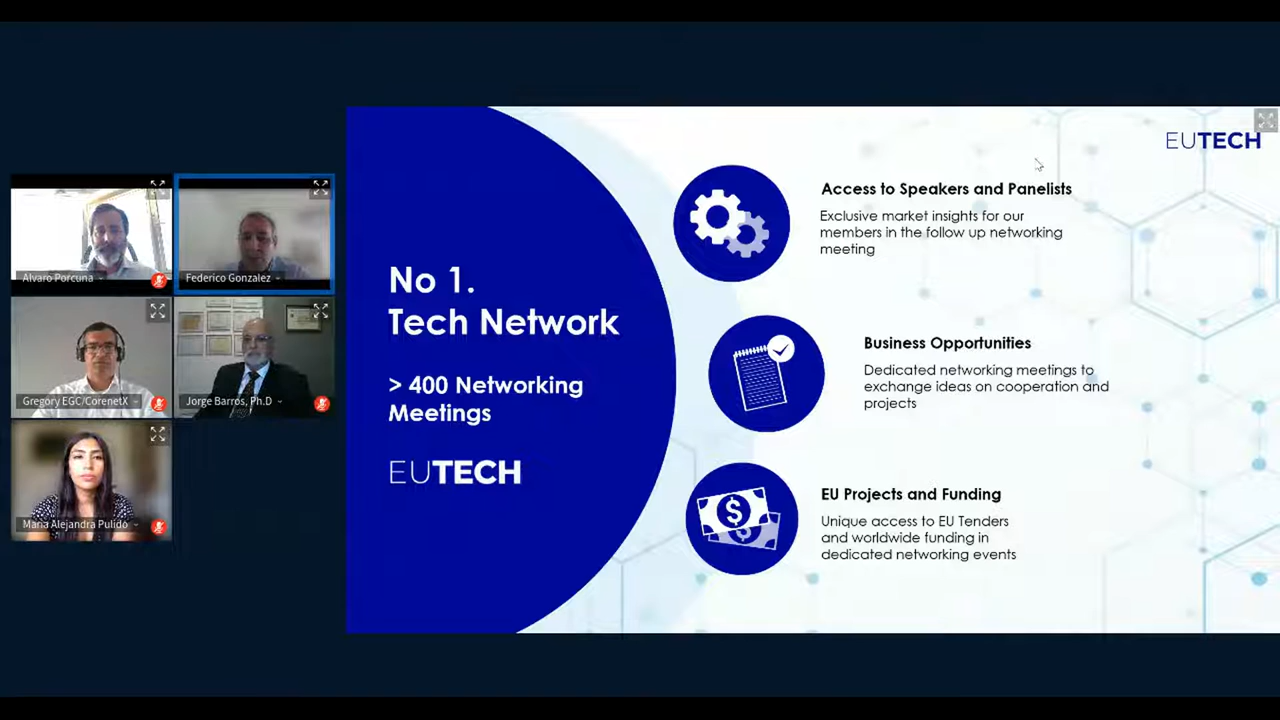 Alvaro Porcuna
Federico Gonzalez
Gregory EGC/CorenetX
Jorge Barros, Ph.D
Maria Alejandra Pulido
No 1.
Tech Network
> 400 Networking
Meetings
EUTECH
EUTECH
Access to Speakers and Panelists
Exclusive market insights for our
members in the follow up networking
meeting
Business Opportunities
Dedicated networking meetings to
exchange ideas on cooperation and
projects
EU Projects and Funding
Unique access to EU Tenders
and worldwide funding in
dedicated networking events